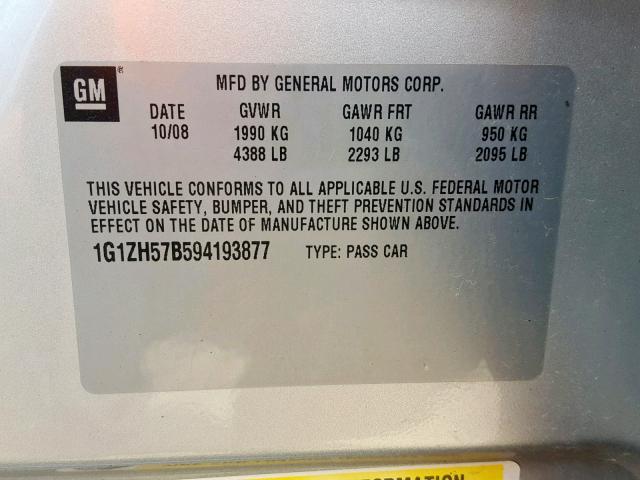 GM
®
MFD BY GENERAL MOTORS CORP.
DATE GVWR GAWR FRT GAWR RR
10/08 1990 KG 1040 KG 950 KG
4388 LB 2293 LB 2095 LB
THIS VEHICLE CONFORMS TO ALL APPLICABLE U.S. FEDERAL MOTOR
VEHICLE SAFETY, BUMPER, AND THEFT PREVENTION STANDARDS IN
EFFECT ON THE DATE OF MANUFACTURE SHOWN ABOVE.
1G1ZH57B594193877 TYPE: PASS CAR